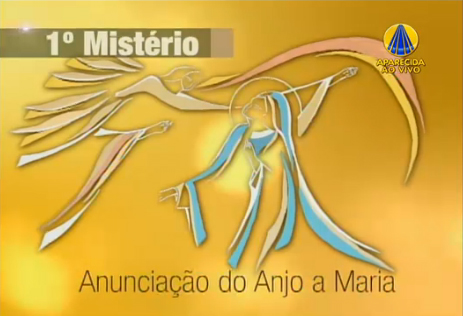 1º Mistério
APARECIDA
AO VIVO
Anunciação do Anjo a Maria